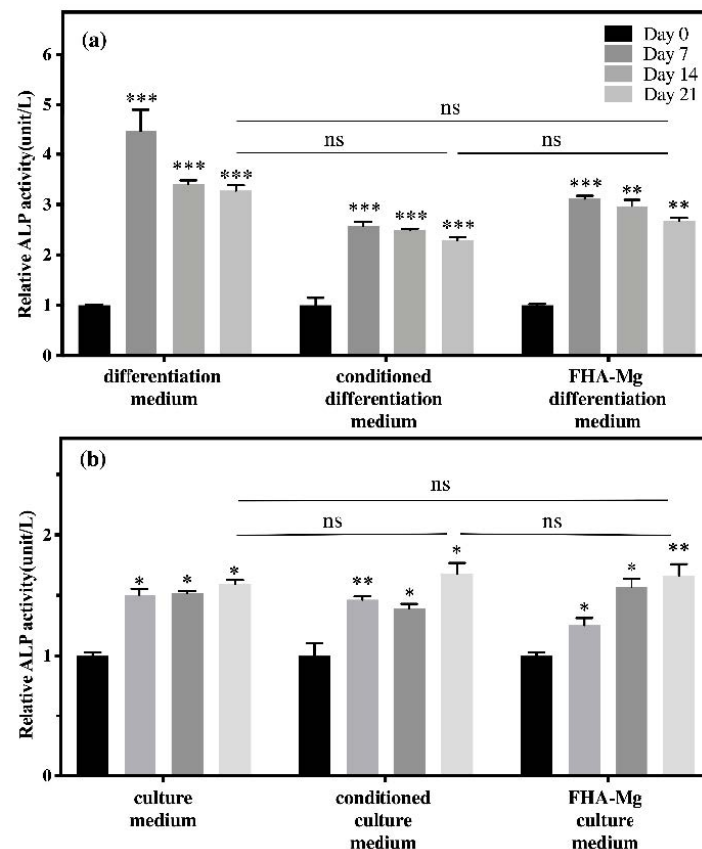 (a)
Day 0
Day 7
Day 14
Day 21
Relative ALP activity(unit/L)
6
5
4
3
2
1
0
***
***
***
***
***
***
***
**
**
ns
ns
ns
differentiation
medium
conditioned
differentiation
medium
FHA-Mg
differentiation
medium
(b)
Relative ALP activity(unit/L)
2
1
0
*
*
*
**
*
*
*
*
**
ns
ns
ns
culture
medium
conditioned
culture
medium
FHA-Mg
culture
medium